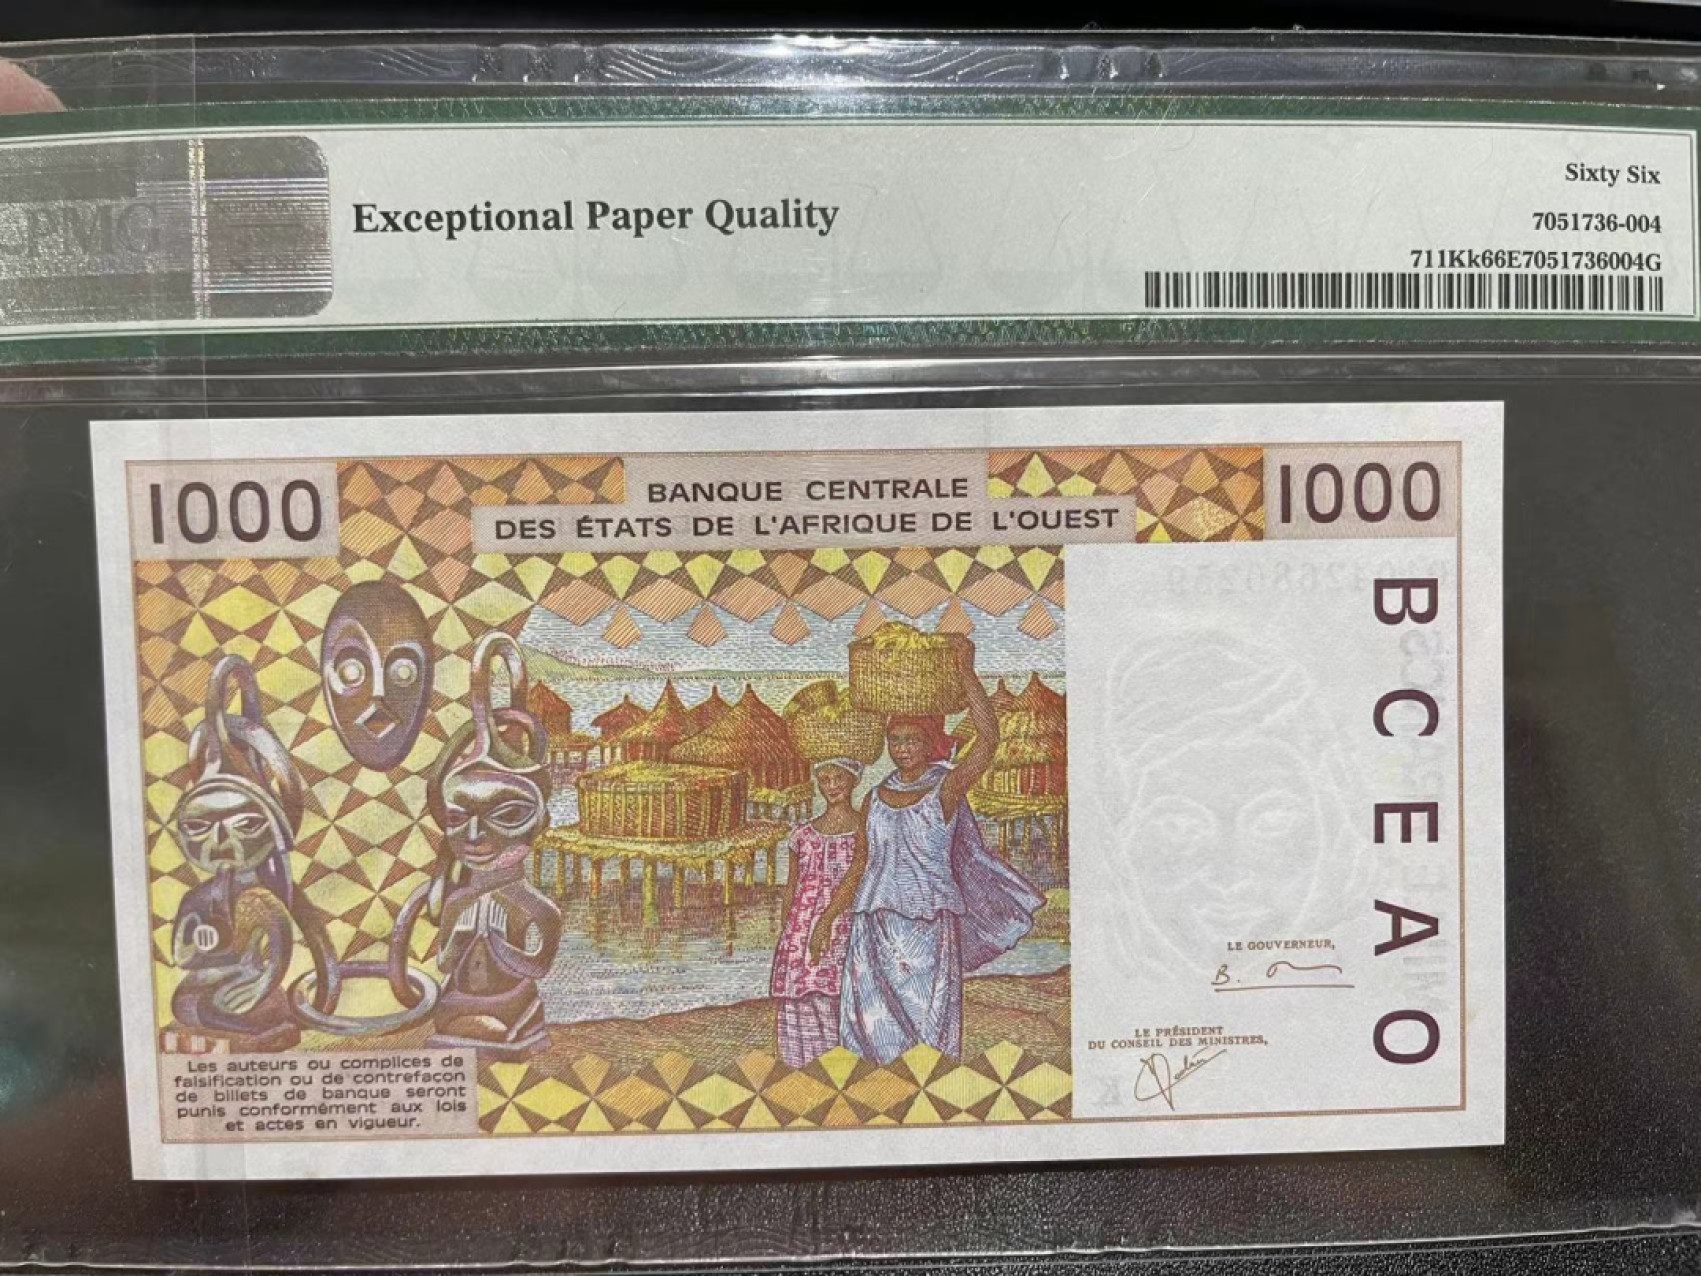 PMG
Exceptional Paper Quality
Sixty Six
7051736-004
711Kk66E7051736004G
1000
BANQUE CENTRALE
DES ÉTATS DE L'AFRIQUE DE L'OUEST
1000
BCEAO
LE GOUVERNEUR,
LE PRÉSIDENT
DU CONSEIL DES MINISTRES,
Les auteurs ou complices de
falsification ou de contrefacon
de billets de banque seront
punis conformément aux lois
et actes en vigueur.